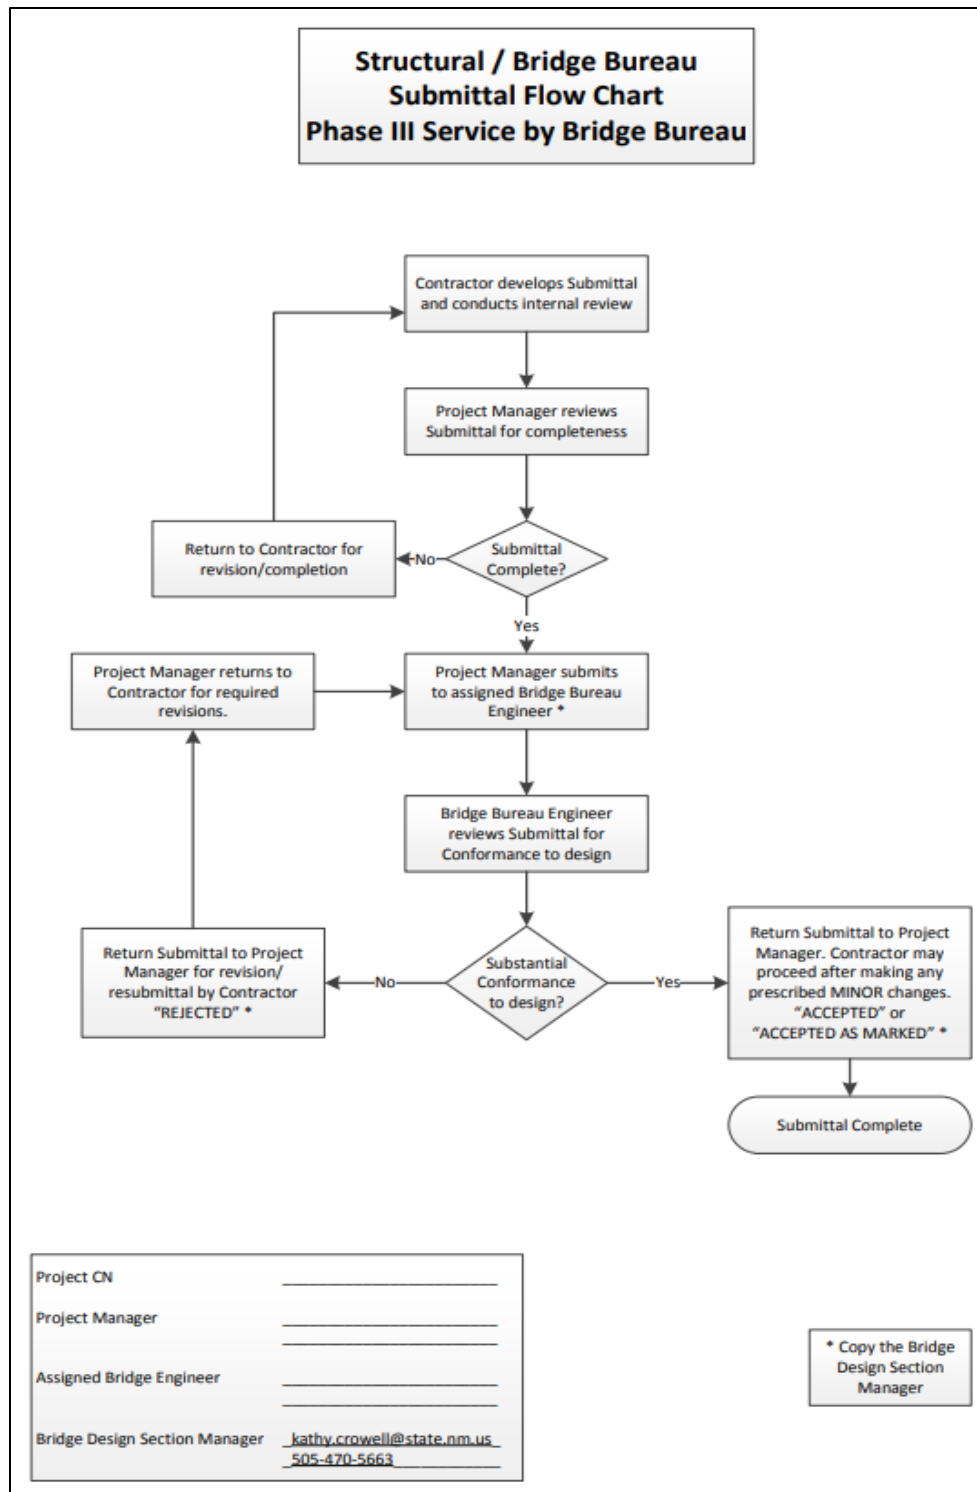 Structural / Bridge Bureau
Submittal Flow Chart
Phase III Service by Bridge Bureau
Contractor develops Submittal
and conducts internal review
Project Manager reviews
Submittal for completeness
Submittal
Complete?
No
Return to Contractor for
revision/completion
Yes
Project Manager submits
to assigned Bridge Bureau
Engineer *
Project Manager returns to
Contractor for required
revisions.
Bridge Bureau Engineer
reviews Submittal for
Conformance to design
Substantial
Conformance
to design?
No
Return Submittal to Project
Manager for revision/
resubmittal by Contractor
“REJECTED” *
Yes
Return Submittal to Project
Manager. Contractor may
proceed after making any
prescribed MINOR changes.
“ACCEPTED” or
“ACCEPTED AS MARKED” *
Submittal Complete
Project CN
Project Manager
Assigned Bridge Engineer
Bridge Design Section Manager kathy.crowell@state.nm.us
505-470-5663
* Copy the Bridge
Design Section
Manager